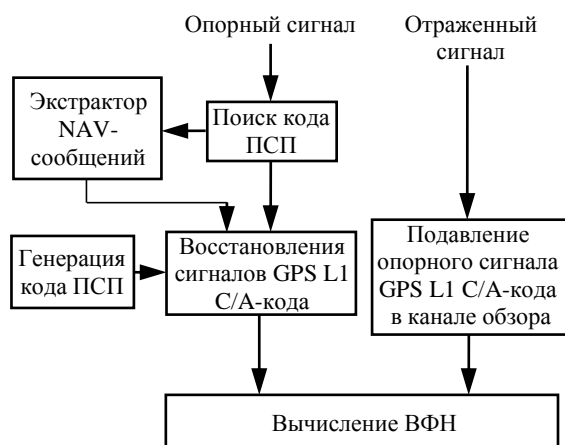 Опорный сигнал
Отраженный
сигнал
Экстрактор
NAV-
сообщений
Поиск кода
ПСП
Генерация
кода ПСП
Восстановления
сигналов GPS L1
C/A-кода
Подавление
опорного сигнала
GPS L1 C/A-кода
в канале обзора
Вычисление ВФН